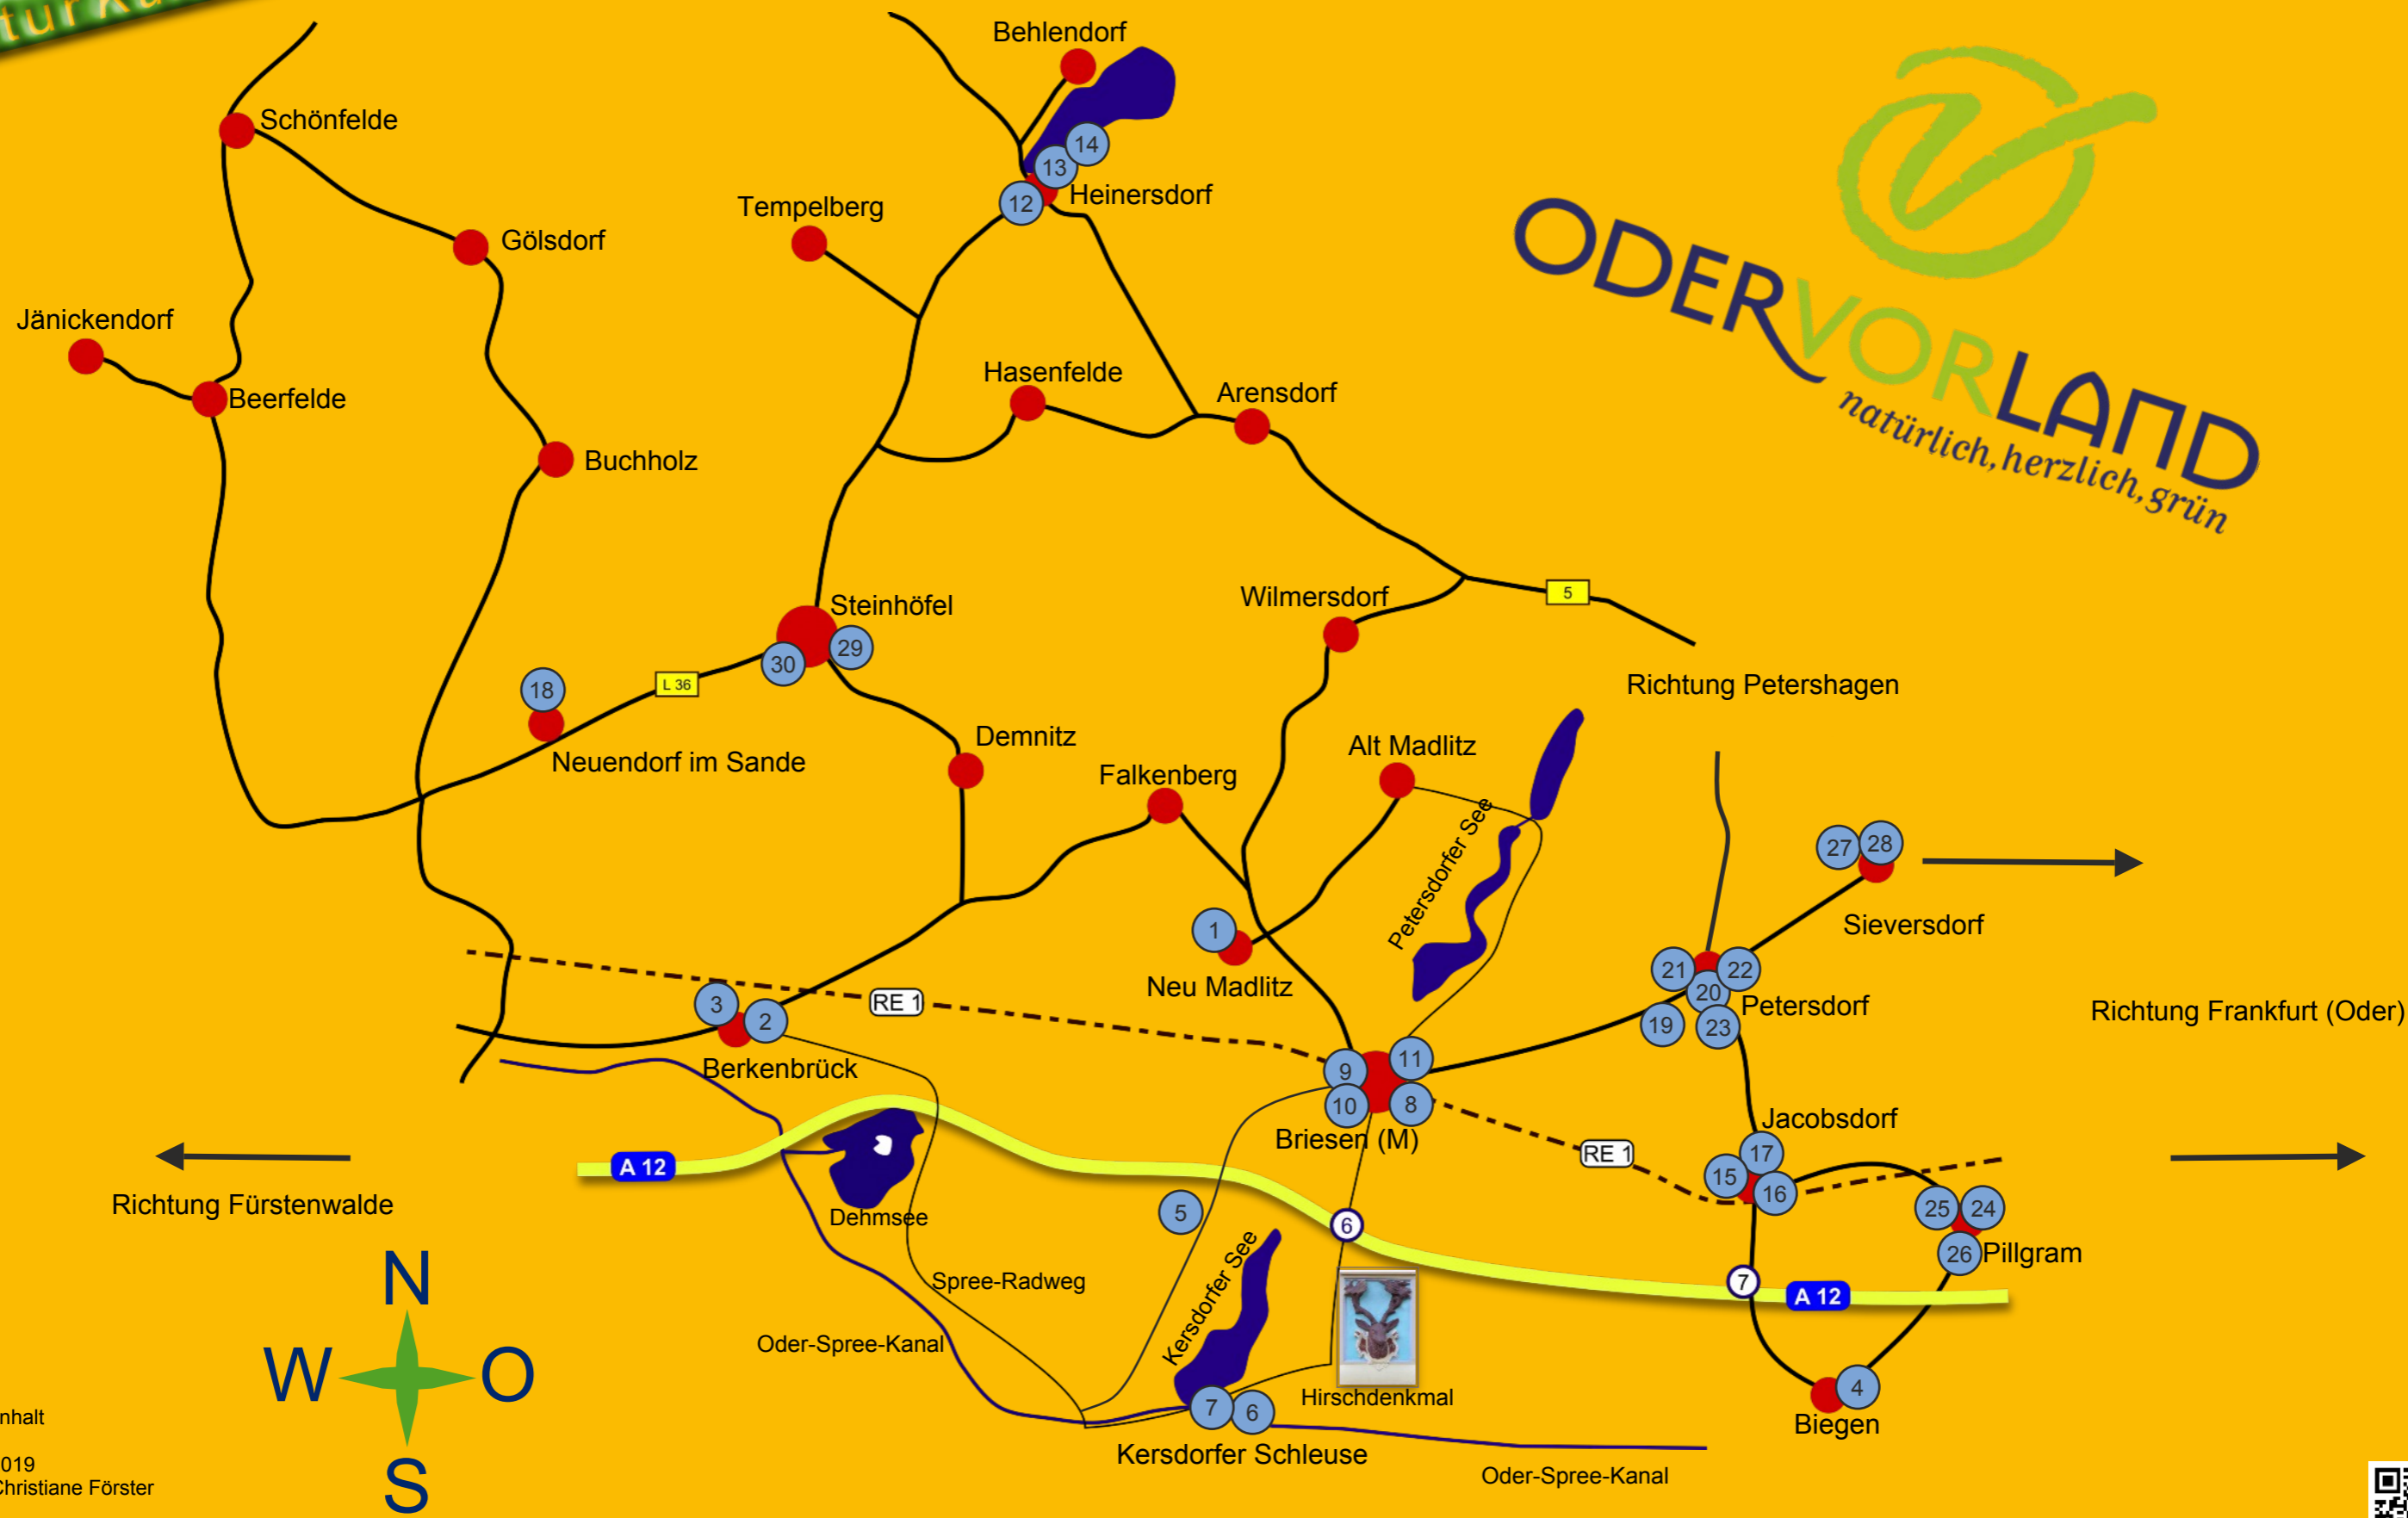 Behlendorf
Schönfelde
14
13
12
Heinersdorf
Tempelberg
Gölsdorf
ODERVORLAND
natürlich, herzlich, grün
Jänickendorf
Beerfelde
Hasenfelde
Arensdorf
Buchholz
5
Wilmersdorf
Steinhöfel
29
30
18
L 36
Richtung Petershagen
Neuendorf im Sande
Demnitz
Alt Madlitz
Falkenberg
Petersdorfer See
27
28
Sieversdorf
1
Neu Madlitz
21
22
20
19
23
Petersdorf
Richtung Frankfurt (Oder)
3
2
RE 1
Berkenbrück
9
11
10
8
Briesen (M)
Jacobsdorf
RE 1
17
15
16
A 12
Richtung Fürstenwalde
Dehmsee
5
6
25
24
26
Pillgram
Kersdorfer See
Spree-Radweg
7
A 12
Oder-Spree-Kanal
Hirschdenkmal
4
Biegen
7
6
Kersdorfer Schleuse
Oder-Spree-Kanal
N
W
O
S
019
Christiane Förster